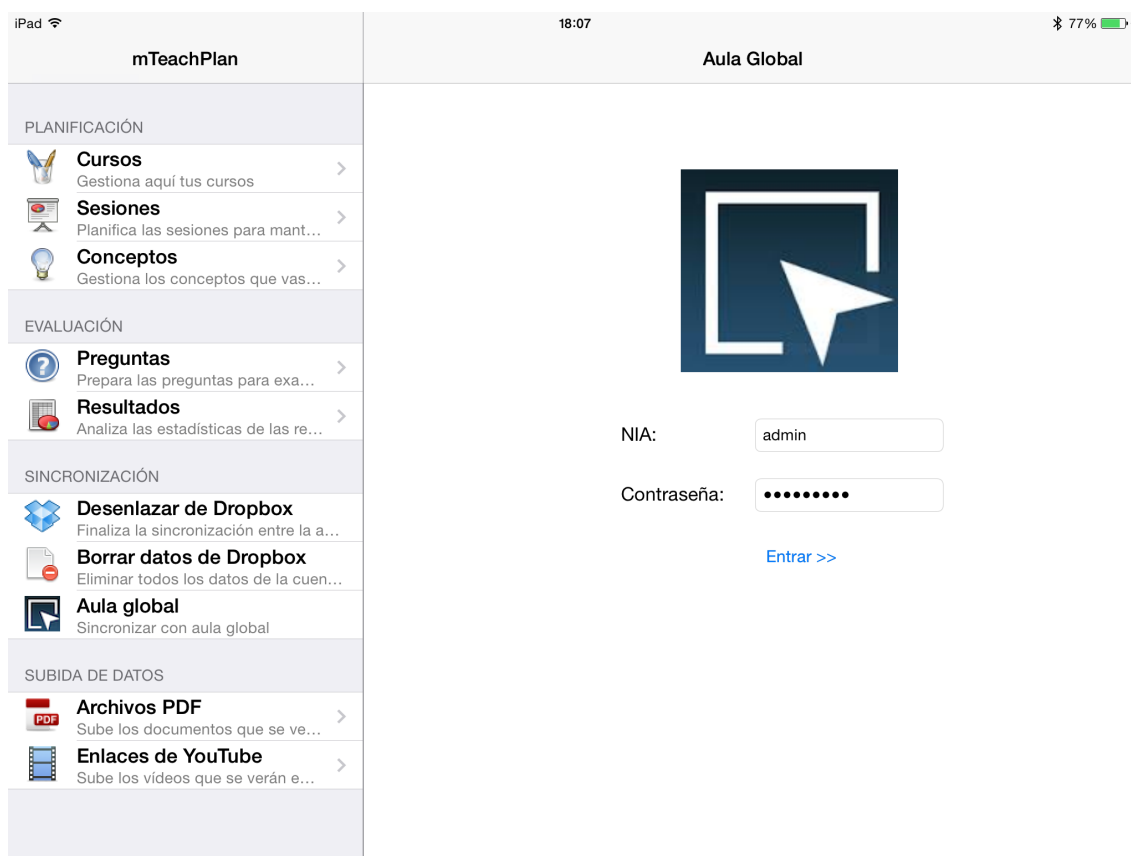 iPad 18:07 77%
mTeachPlan
Aula Global
PLANIFICACIÓN
Cursos
Gestiona aquí tus cursos
Sesiones
Planifica las sesiones para mant...
Conceptos
Gestiona los conceptos que vas...
EVALUACIÓN
Preguntas
Prepara las preguntas para exa...
Resultados
Analiza las estadísticas de las re...
SINCRONIZACIÓN
Desenlazar de Dropbox
Finaliza la sincronización entre la a...
Borrar datos de Dropbox
Eliminar todos los datos de la cuen...
Aula global
Sincronizar con aula global
SUBIDA DE DATOS
PDF
Archivos PDF
Sube los documentos que se ve...
Enlaces de YouTube
Sube los vídeos que se verán e...
NIA: admin
Contraseña: •••••••••
Entrar >>